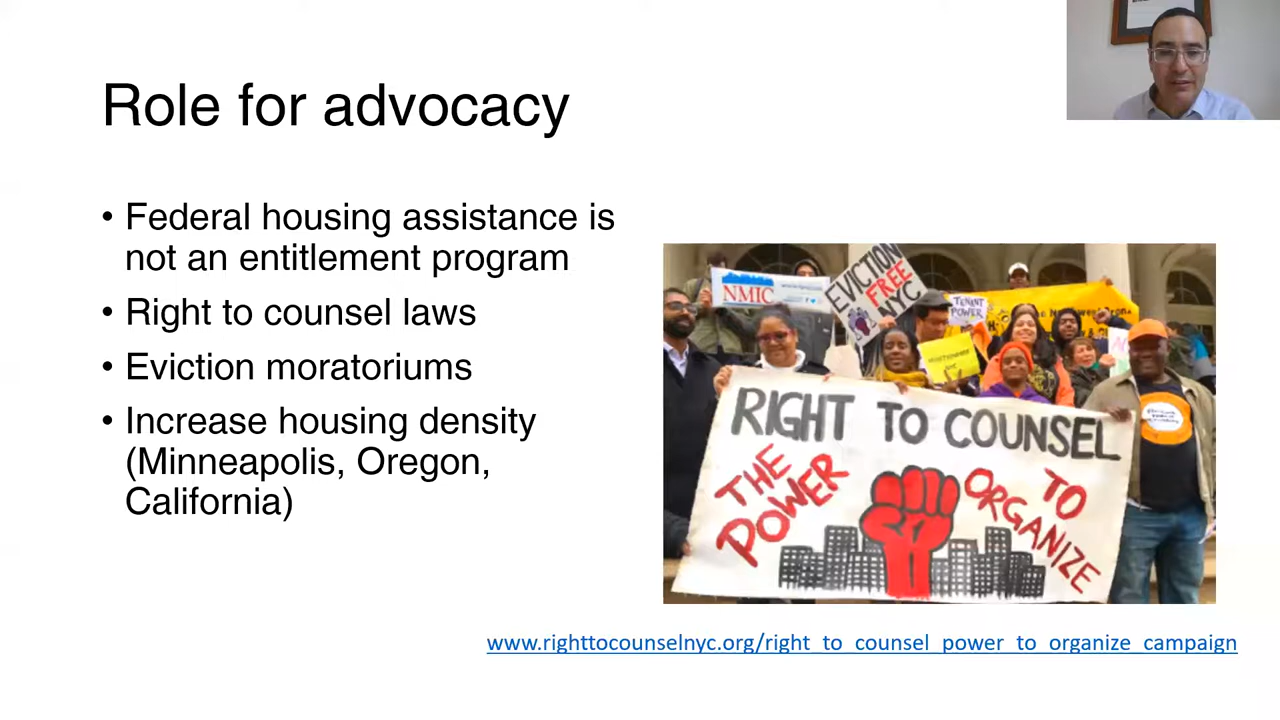 Role for advocacy
• Federal housing assistance is
not an entitlement program
• Right to counsel laws
• Eviction moratoriums
• Increase housing density
(Minneapolis, Oregon,
California)
NMIC
EVICTION
FREE
NYC
TENANT
POWER
RIGHT TO COUNSEL
THE
POWER
TO
ORGANIZE
www.righttocounselnyc.org/right_to_counsel_power_to_organize_campaign